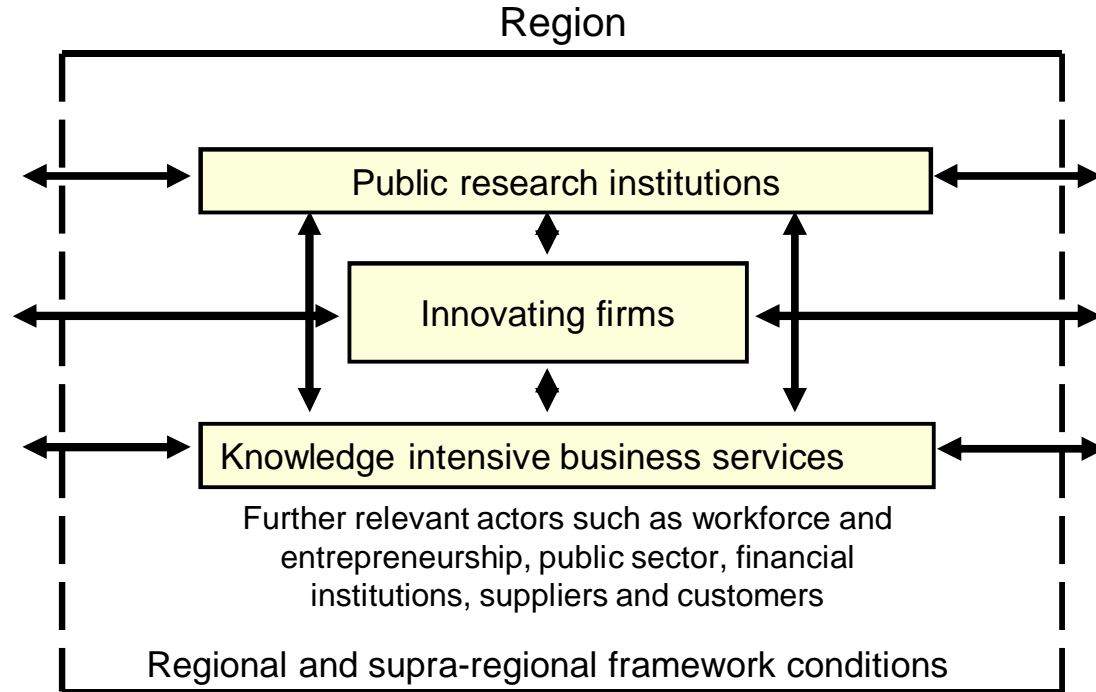 Region
Public research institutions
Innovating firms
Knowledge intensive business services
Further relevant actors such as workforce and
entrepreneurship, public sector, financial
institutions, suppliers and customers
Regional and supra-regional framework conditions